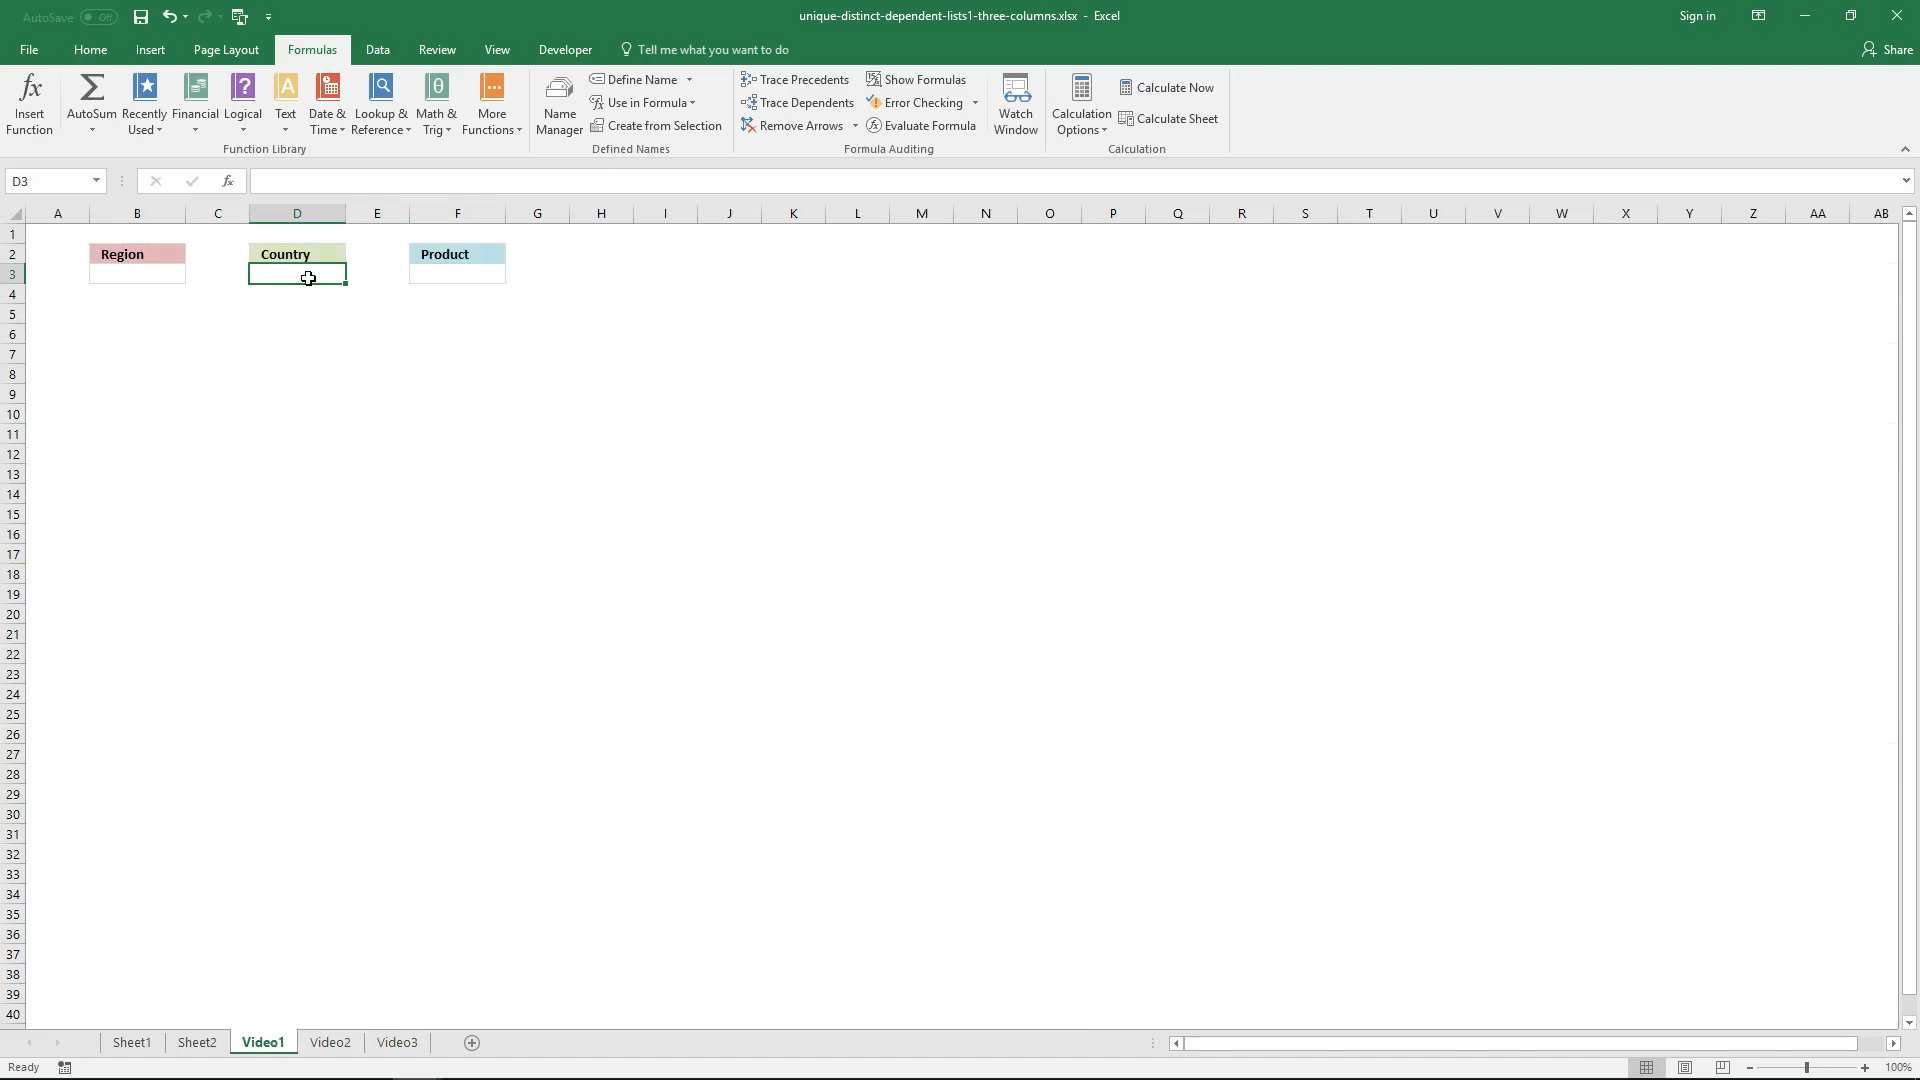 AutoSave Off unique-distinct-dependent-lists1-three-columns.xlsx - Excel Sign in
File Home Insert Page Layout Formulas Data Review View Developer Tell me what you want to do Share
Insert Function
AutoSum
Recently Used
Financial
Logical
Text
Date & Time
Lookup & Reference
Math & Trig
More Functions
Function Library
Name Manager
Define Name
Use in Formula
Create from Selection
Defined Names
Trace Precedents
Trace Dependents
Remove Arrows
Show Formulas
Error Checking
Evaluate Formula
Formula Auditing
Watch Window
Calculation Options
Calculate Now
Calculate Sheet
Calculation
D3 fx
A B C D E F G H I J K L M N O P Q R S T U V W X Y Z AA AB
1
2 Region Country Product
3
4
5
6
7
8
9
10
11
12
13
14
15
16
17
18
19
20
21
22
23
24
25
26
27
28
29
30
31
32
33
34
35
36
37
38
39
40
Sheet1 Sheet2 Video1 Video2 Video3
Ready 100%